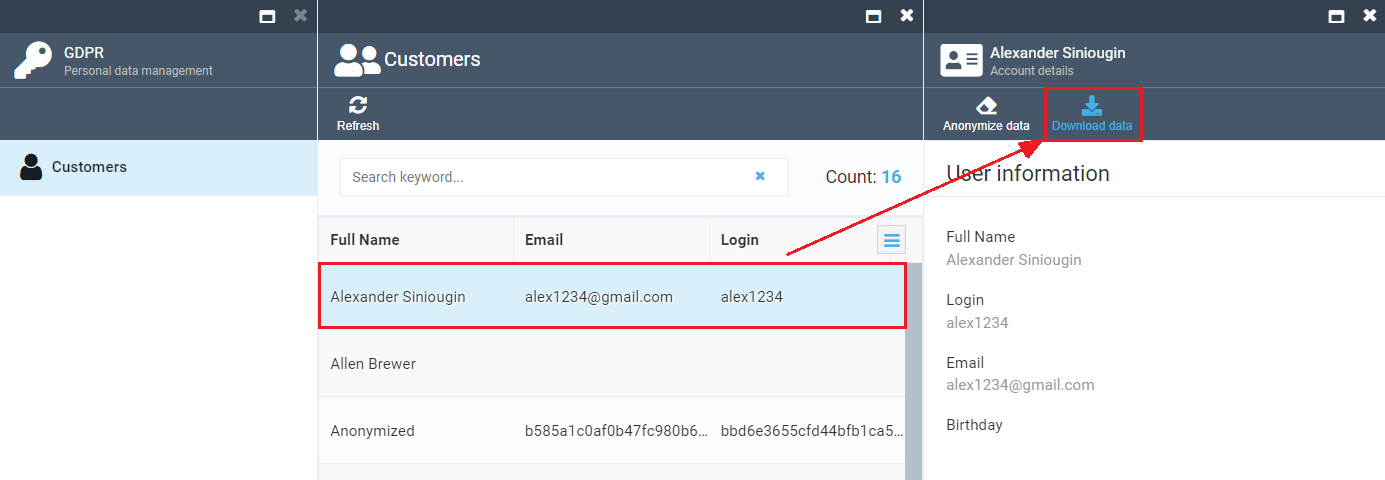 GDPR
Personal data management
Customers
Customers
Refresh
Search keyword...
Count: 16
Full Name Email Login
Alexander Siniougin alex1234@gmail.com alex1234
Allen Brewer
Anonymized b585a1c0af0b47fc980b6... bbd6e3655cfd44bfb1ca5...
Alexander Siniougin
Account details
Anonymize data Download data
User information
Full Name
Alexander Siniougin
Login
alex1234
Email
alex1234@gmail.com
Birthday